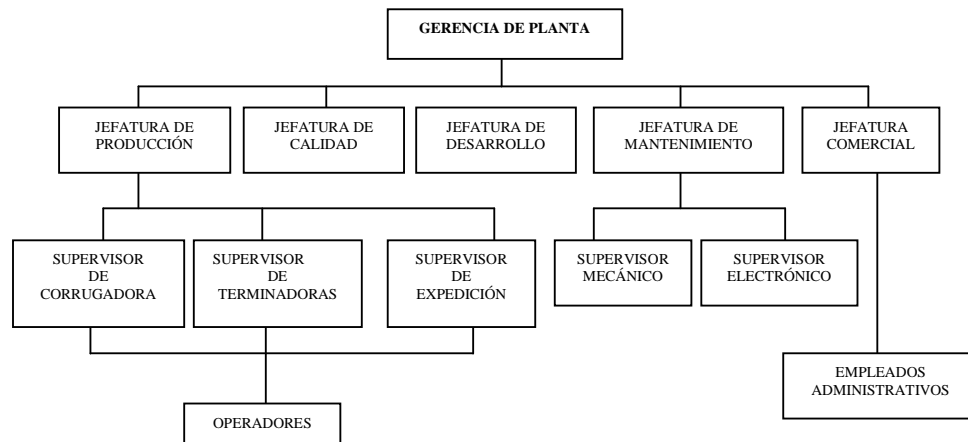 GERENCIA DE PLANTA
JEFATURA DE
PRODUCCIÓN
JEFATURA DE
CALIDAD
JEFATURA DE
DESARROLLO
JEFATURA DE
MANTENIMIENTO
JEFATURA
COMERCIAL
SUPERVISOR
DE
CORRUGADORA
SUPERVISOR
DE
TERMINADORAS
SUPERVISOR
DE
EXPEDICIÓN
SUPERVISOR
MECÁNICO
SUPERVISOR
ELECTRÓNICO
EMPLEADOS
ADMINISTRATIVOS
OPERADORES